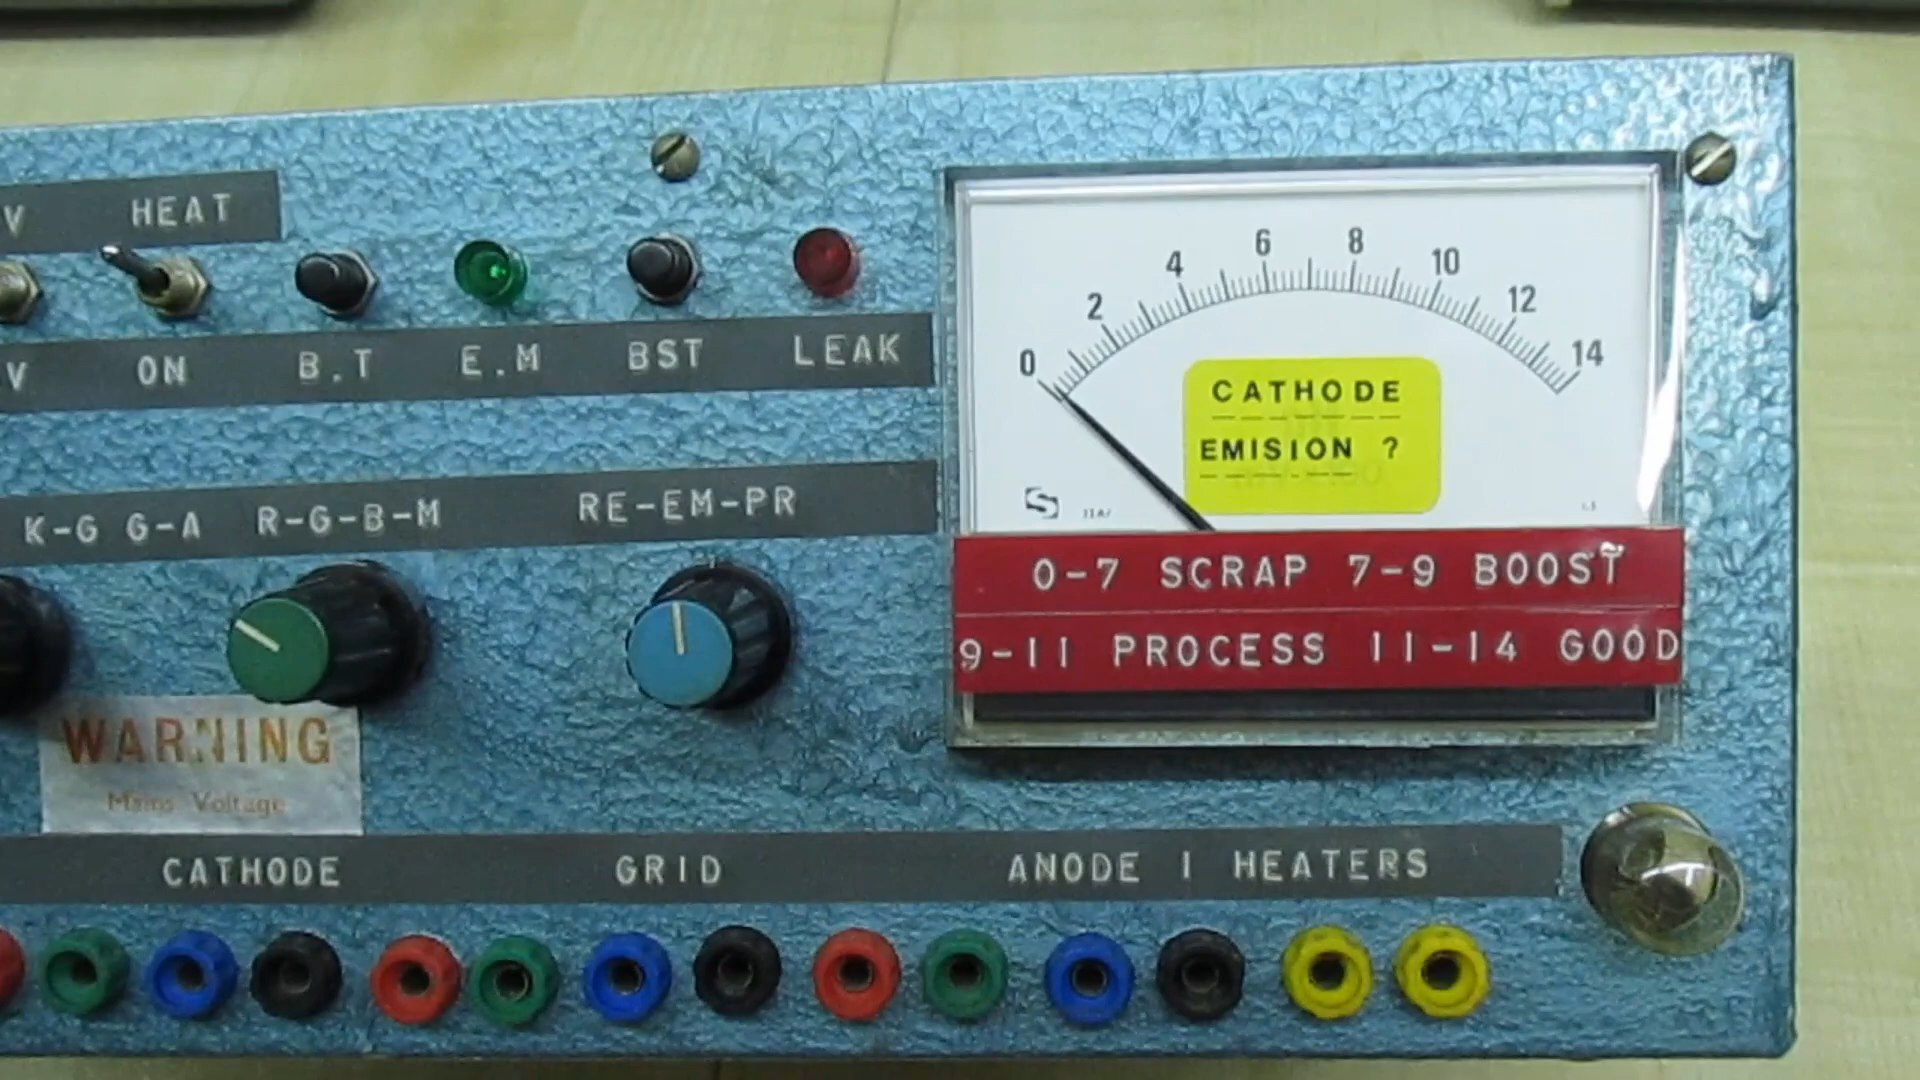 V HEAT
V ON B.T E.M BST LEAK
K-G G-A R-G-B-M RE-EM-PR
0 2 4 6 8 10 12 14
CATHODE
EMISION ?
0-7 SCRAP 7-9 BOOST
9-11 PROCESS 11-14 GOOD
WARNING
Mains Voltage
CATHODE GRID ANODE 1 HEATERS